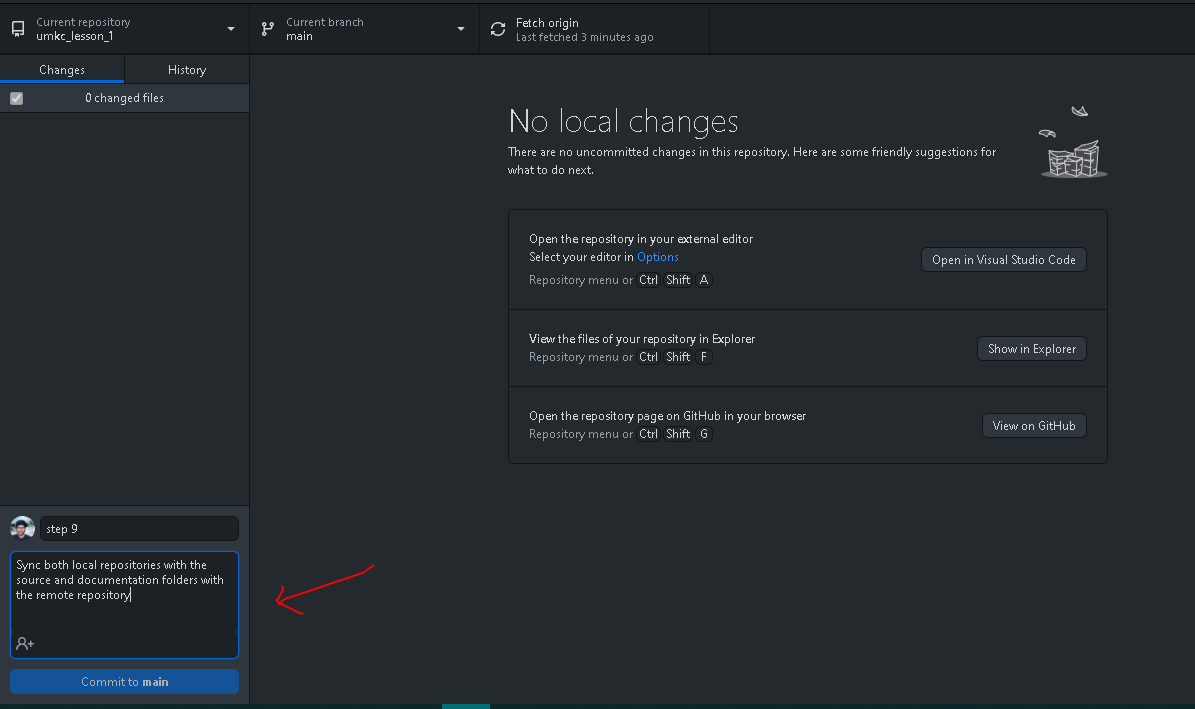 Current repository
umkc_lesson_1
Current branch
main
Fetch origin
Last fetched 3 minutes ago
Changes
History
0 changed files
No local changes
There are no uncommitted changes in this repository. Here are some friendly suggestions for
what to do next.
Open the repository in your external editor
Select your editor in Options
Repository menu or Ctrl Shift A
Open in Visual Studio Code
View the files of your repository in Explorer
Repository menu or Ctrl Shift F
Show in Explorer
Open the repository page on GitHub in your browser
Repository menu or Ctrl Shift G
View on GitHub
step 9
Sync both local repositories with the
source and documentation folders with
the remote repository
Commit to main